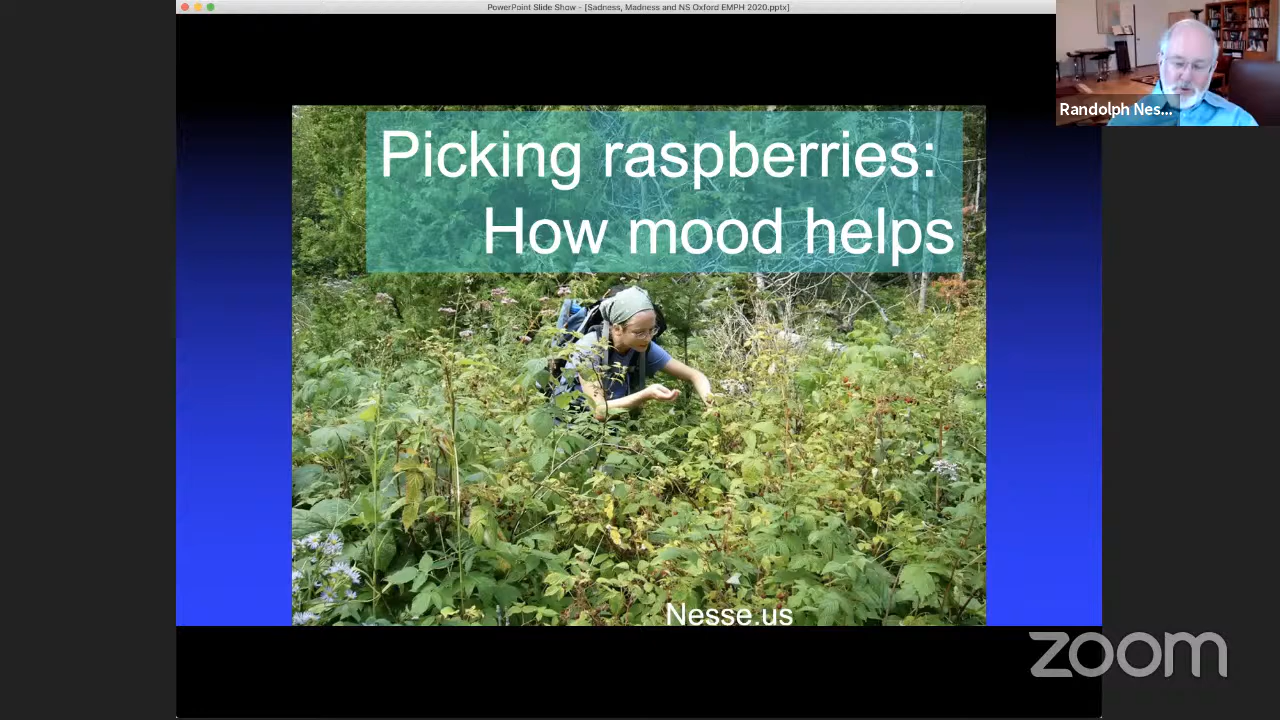 PowerPoint Slide Show - [Sadness, Madness and NS Oxford EMPH 2020.pptx]
Randolph Nes...
Picking raspberries:
How mood helps
Nesse.us
zoom